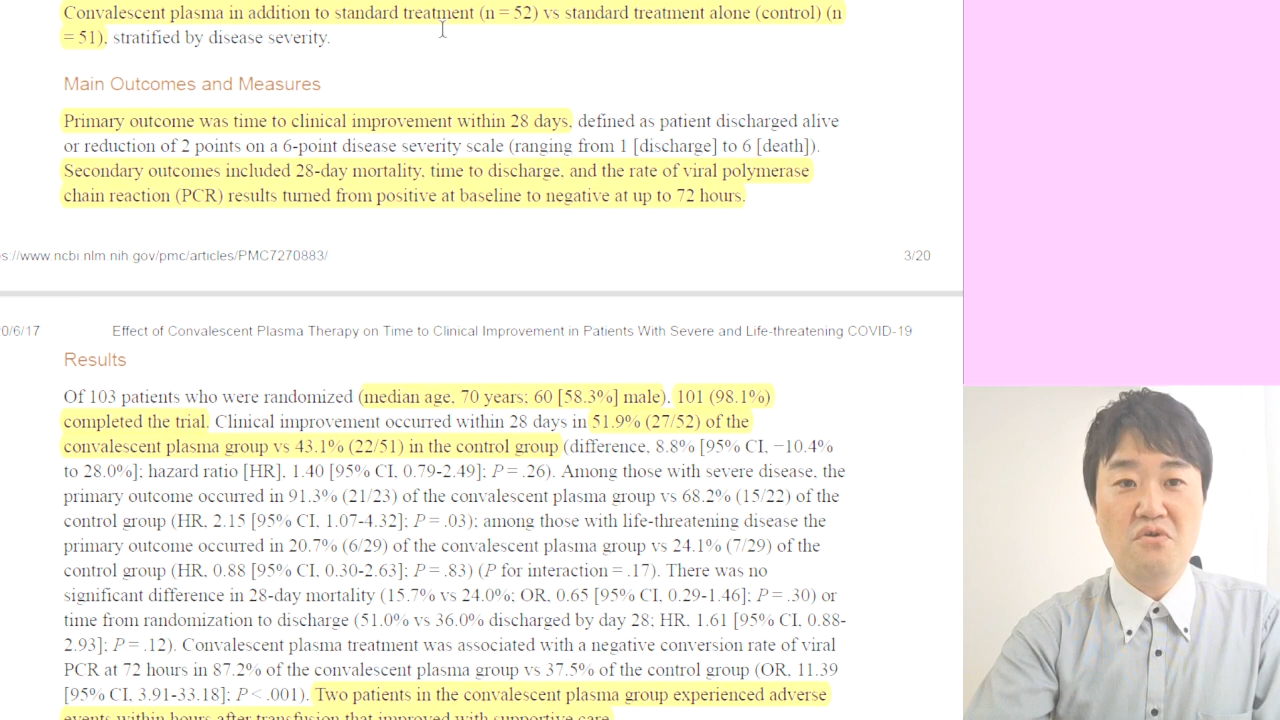 Convalescent plasma in addition to standard treatment (n = 52) vs standard treatment alone (control) (n
= 51), stratified by disease severity.
Main Outcomes and Measures
Primary outcome was time to clinical improvement within 28 days, defined as patient discharged alive
or reduction of 2 points on a 6-point disease severity scale (ranging from 1 [discharge] to 6 [death]).
Secondary outcomes included 28-day mortality, time to discharge, and the rate of viral polymerase
chain reaction (PCR) results turned from positive at baseline to negative at up to 72 hours.
s://www.ncbi.nlm.nih.gov/pmc/articles/PMC7270883/ 3/20
0/6/17 Effect of Convalescent Plasma Therapy on Time to Clinical Improvement in Patients With Severe and Life-threatening COVID-19
Results
Of 103 patients who were randomized (median age, 70 years; 60 [58.3%] male), 101 (98.1%)
completed the trial. Clinical improvement occurred within 28 days in 51.9% (27/52) of the
convalescent plasma group vs 43.1% (22/51) in the control group (difference, 8.8% [95% CI, −10.4%
to 28.0%]; hazard ratio [HR], 1.40 [95% CI, 0.79-2.49]; P = .26). Among those with severe disease, the
primary outcome occurred in 91.3% (21/23) of the convalescent plasma group vs 68.2% (15/22) of the
control group (HR, 2.15 [95% CI, 1.07-4.32]; P = .03); among those with life-threatening disease the
primary outcome occurred in 20.7% (6/29) of the convalescent plasma group vs 24.1% (7/29) of the
control group (HR, 0.88 [95% CI, 0.30-2.63]; P = .83) (P for interaction = .17). There was no
significant difference in 28-day mortality (15.7% vs 24.0%; OR, 0.65 [95% CI, 0.29-1.46]; P = .30) or
time from randomization to discharge (51.0% vs 36.0% discharged by day 28; HR, 1.61 [95% CI, 0.88-
2.93]; P = .12). Convalescent plasma treatment was associated with a negative conversion rate of viral
PCR at 72 hours in 87.2% of the convalescent plasma group vs 37.5% of the control group (OR, 11.39
[95% CI, 3.91-33.18]; P < .001). Two patients in the convalescent plasma group experienced adverse
events within hours after transfusion that improved with supportive care.